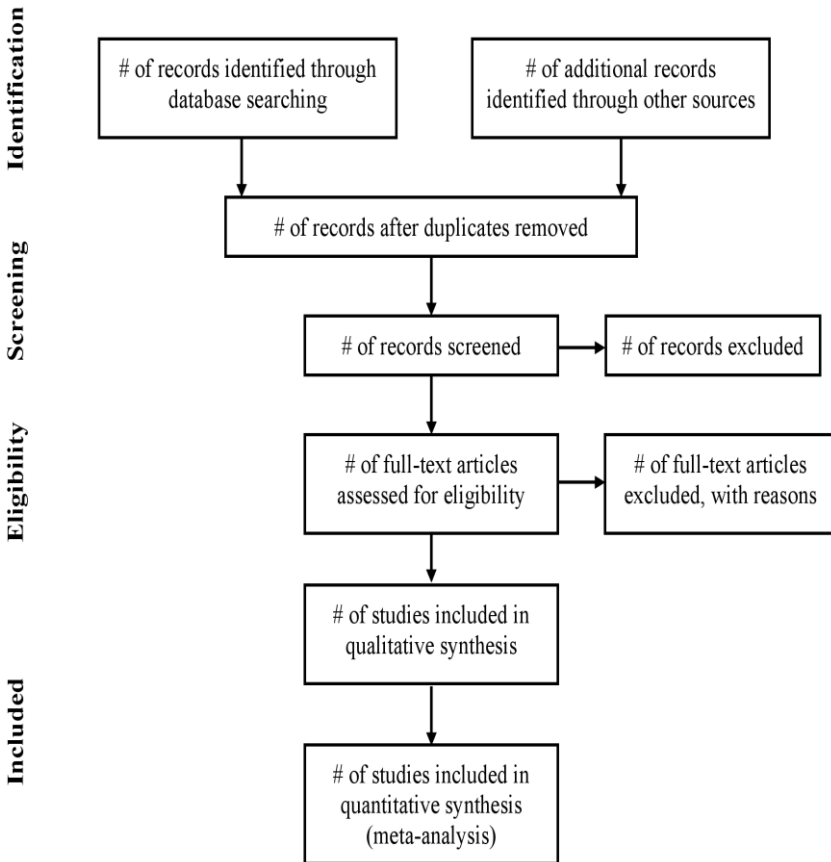 Identification
# of records identified through
database searching
# of additional records
identified through other sources
# of records after duplicates removed
Screening
# of records screened
# of records excluded
Eligibility
# of full-text articles
assessed for eligibility
# of full-text articles
excluded, with reasons
# of studies included in
qualitative synthesis
Included
# of studies included in
quantitative synthesis
(meta-analysis)